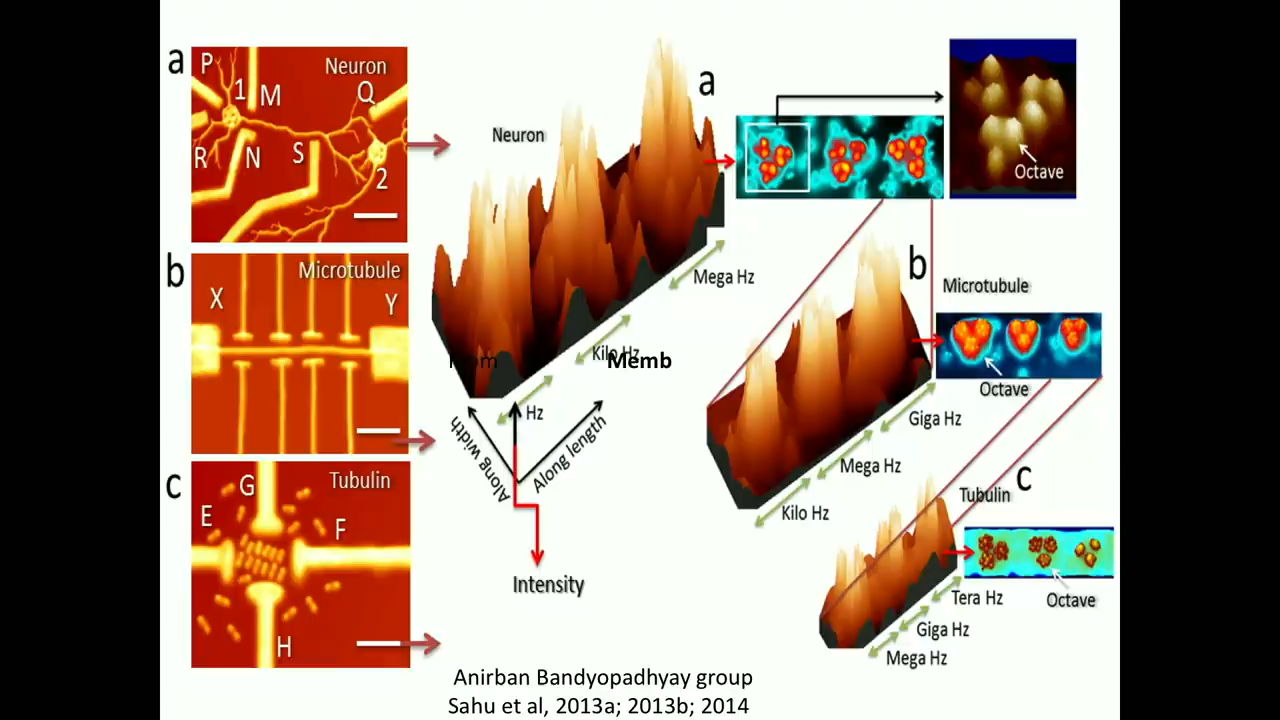 a
P
1
M
Neuron
Q
R
N
S
2
b
X
Microtubule
Y
c
G
Tubulin
E
F
H
Neuron
a
Octave
Mega Hz
Kilo Hz
Memb
Hz
Along width
Along length
Intensity
b
Microtubule
Octave
Giga Hz
Mega Hz
Kilo Hz
c
Tubulin
Octave
Tera Hz
Giga Hz
Mega Hz
Anirban Bandyopadhyay group
Sahu et al, 2013a; 2013b; 2014